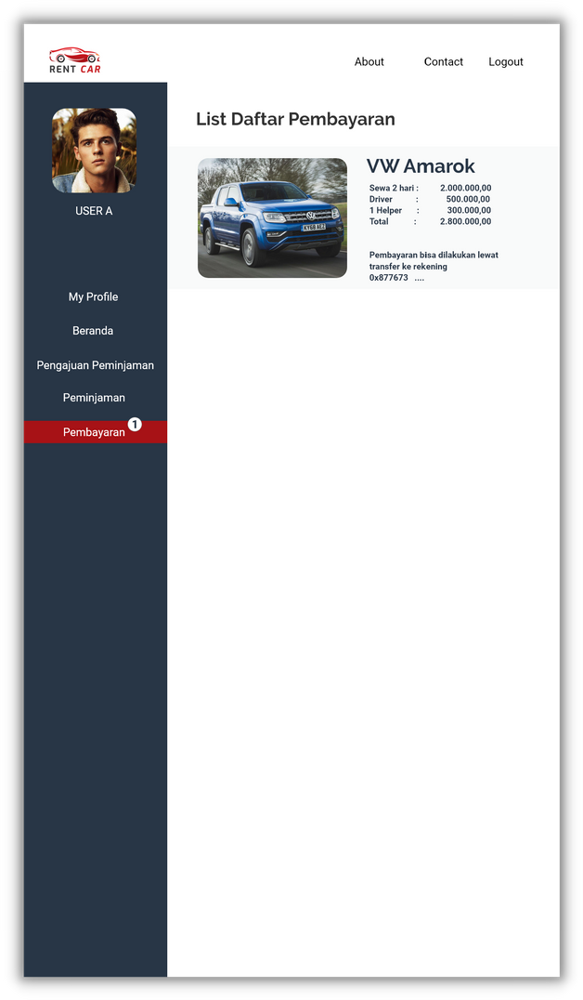 RENT CAR
About Contact Logout
USER A
My Profile
Beranda
Pengajuan Peminjaman
Peminjaman
Pembayaran 1
List Daftar Pembayaran
VW Amarok
Sewa 2 hari : 2.000.000,00
Driver : 500.000,00
1 Helper : 300.000,00
Total : 2.800.000,00
Pembayaran bisa dilakukan lewat
transfer ke rekening
0x877673 ....
KY68 AEZ